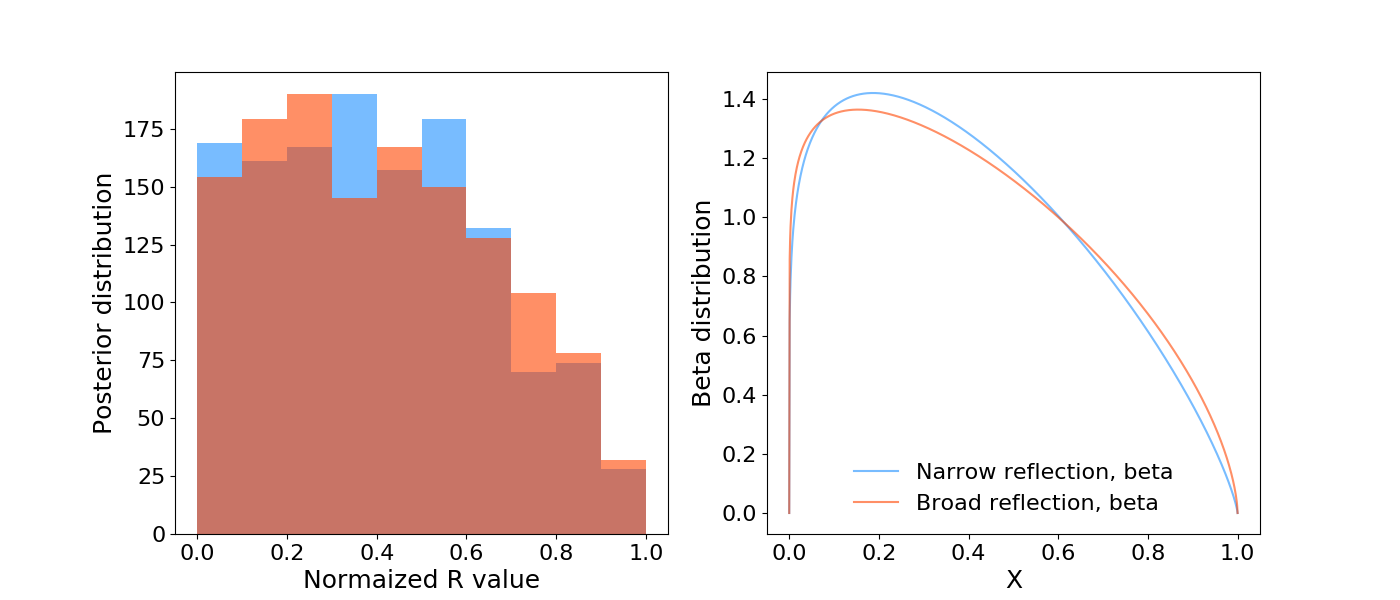 Posterior distribution
175
150
125
100
75
50
25
0
0.0 0.2 0.4 0.6 0.8 1.0
Normaized R value
Beta distribution
1.4
1.2
1.0
0.8
0.6
0.4
0.2
0.0
Narrow reflection, beta
Broad reflection, beta
0.0 0.2 0.4 0.6 0.8 1.0
X